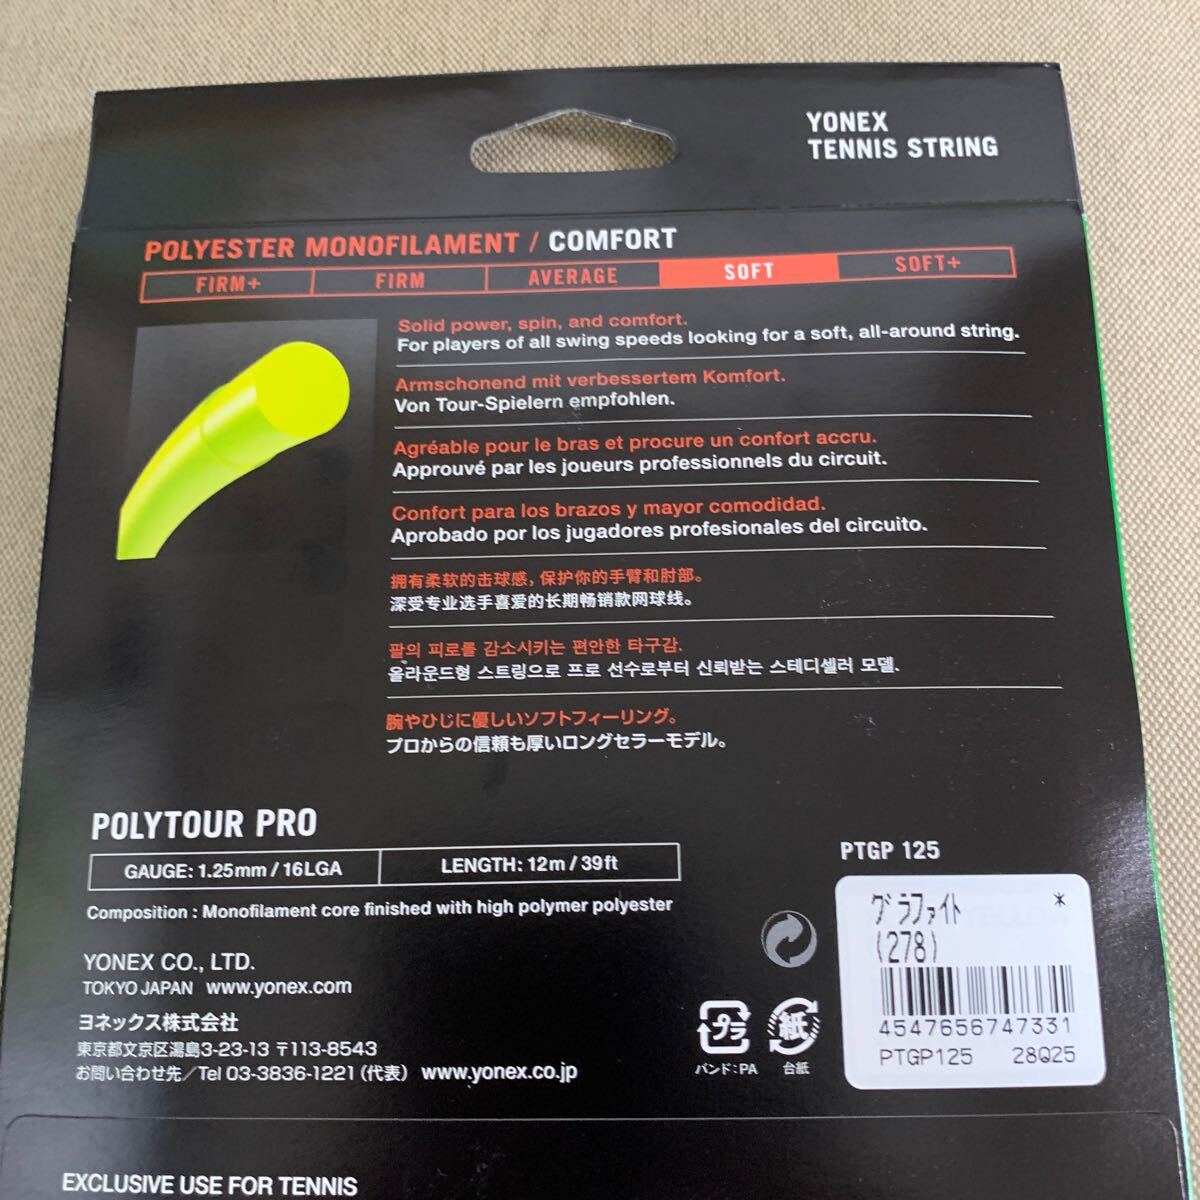 YONEX
TENNIS STRING
POLYESTER MONOFILAMENT / COMFORT
FIRM+ FIRM AVERAGE SOFT SOFT+
Solid power, spin, and comfort.
For players of all swing speeds looking for a soft, all-around string.
Armschonend mit verbessertem Komfort.
Von Tour-Spielern empfohlen.
Agréable pour le bras et procure un confort accru.
Approuvé par les joueurs professionnels du circuit.
Confort para los brazos y mayor comodidad.
Aprobado por los jugadores profesionales del circuito.
拥有柔软的击球感，保护你的手臂和肘部。
深受专业选手喜爱的长期畅销款网球线。
팔의 피로를 감소시키는 편안한 타구감.
올라운드형 스트링으로 프로 선수로부터 신뢰받는 스테디셀러 모델.
腕やひじに優しいソフトフィーリング。
プロからの信頼も厚いロングセラーモデル。
POLYTOUR PRO
GAUGE: 1.25mm / 16LGA LENGTH: 12m / 39ft
Composition : Monofilament core finished with high polymer polyester
YONEX CO., LTD.
TOKYO JAPAN www.yonex.com
ヨネックス株式会社
東京都文京区湯島3-23-13 〒113-8543
お問い合わせ先／Tel 03-3836-1221（代表） www.yonex.co.jp
PTGP 125
グラファイト *
(278)
4547656747331
PTGP125 28Q25
プラ 紙
バンド:PA 台紙
EXCLUSIVE USE FOR TENNIS